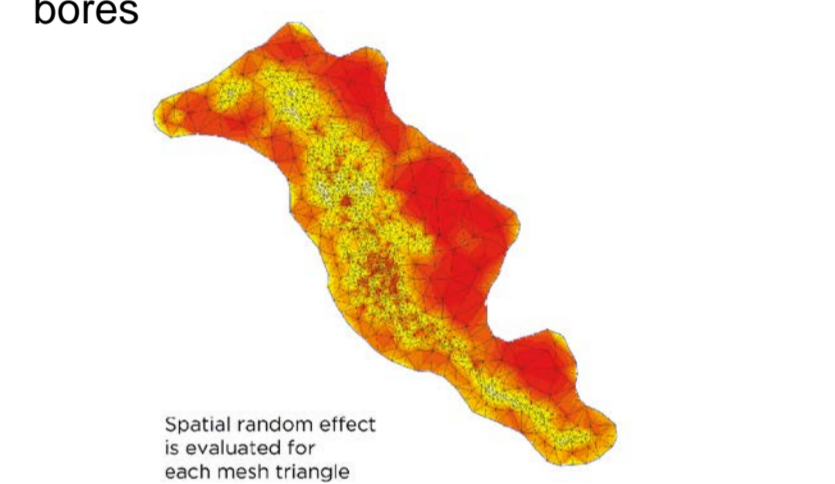 bores
Spatial random effect
is evaluated for
each mesh triangle